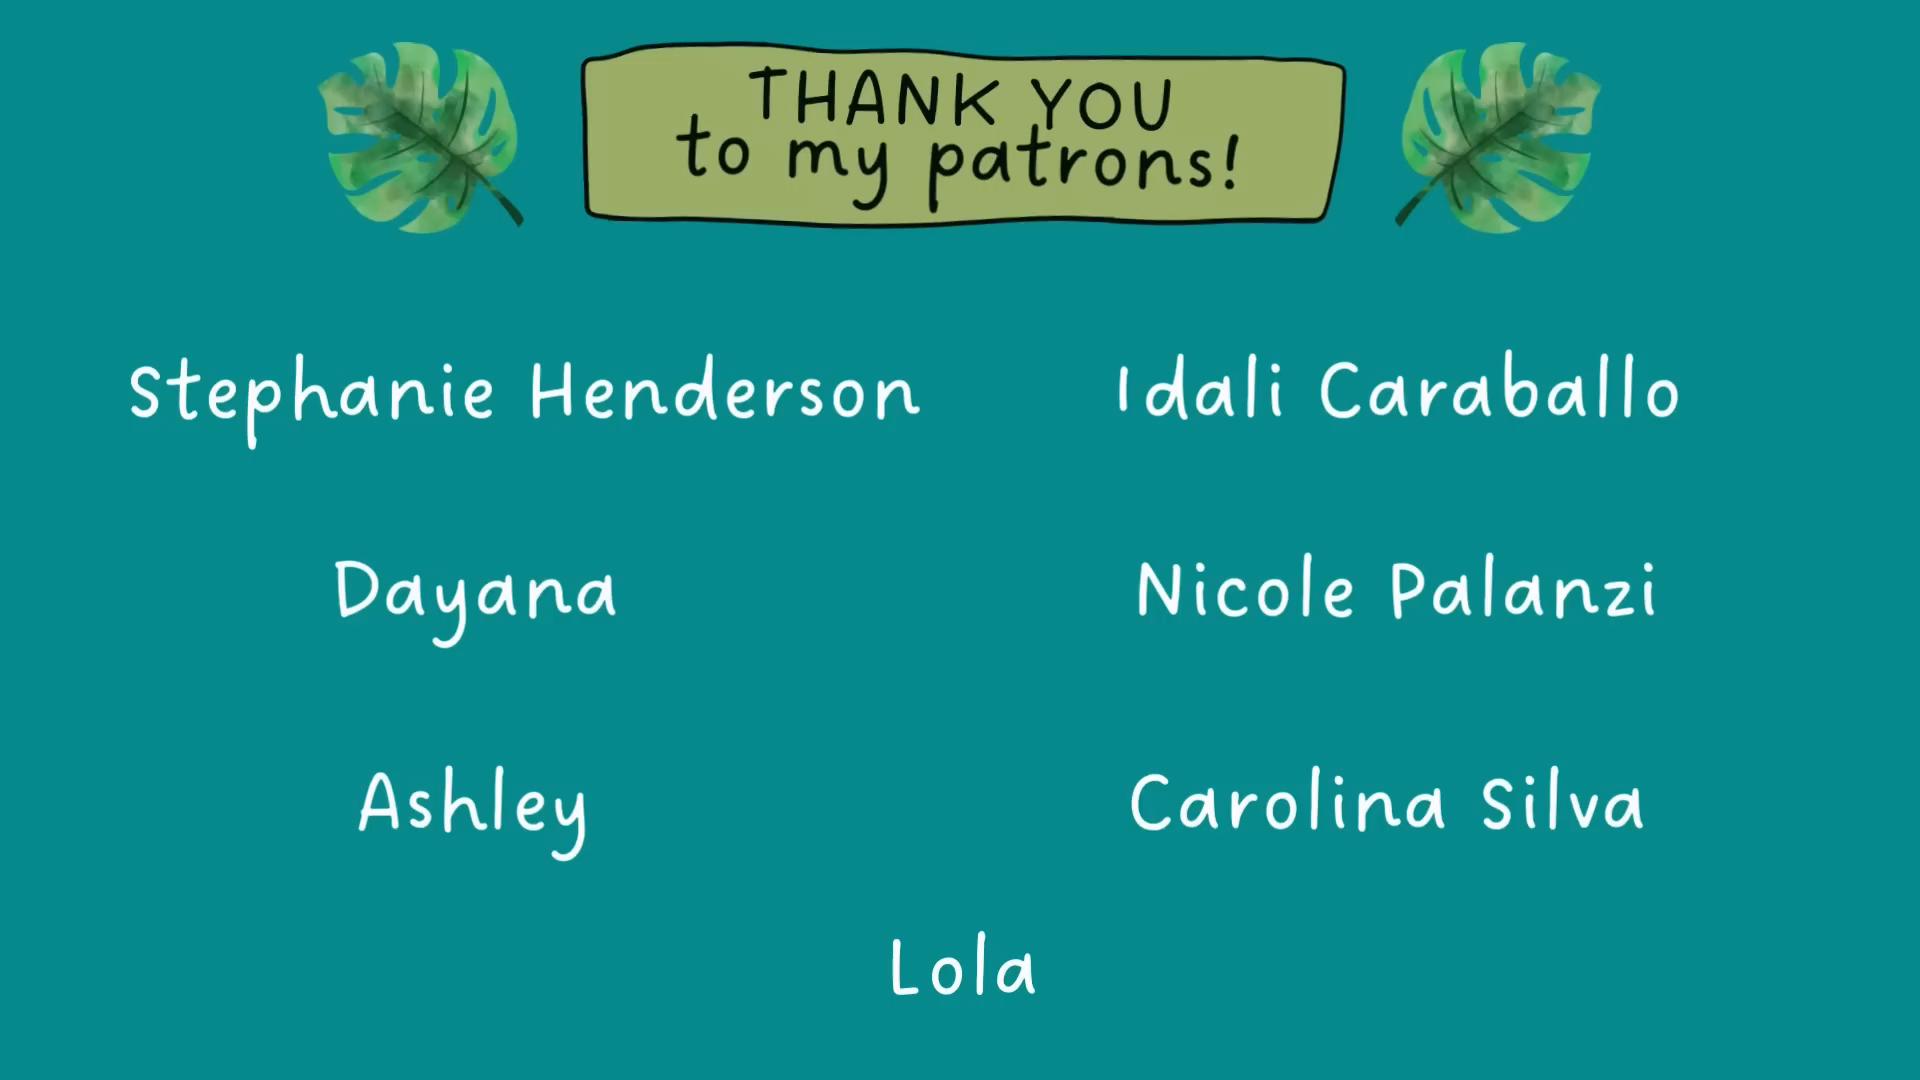 THANK YOU
to my patrons!
Stephanie Henderson
Idali Caraballo
Dayana
Nicole Palanzi
Ashley
Carolina Silva
Lola